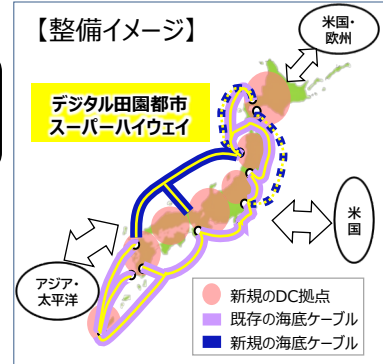 【整備イメージ】
米国・
欧州
デジタル田園都市
スーパーハイウェイ
米
国
アジア・
太平洋
新規のDC拠点
既存の海底ケーブル
新規の海底ケーブル